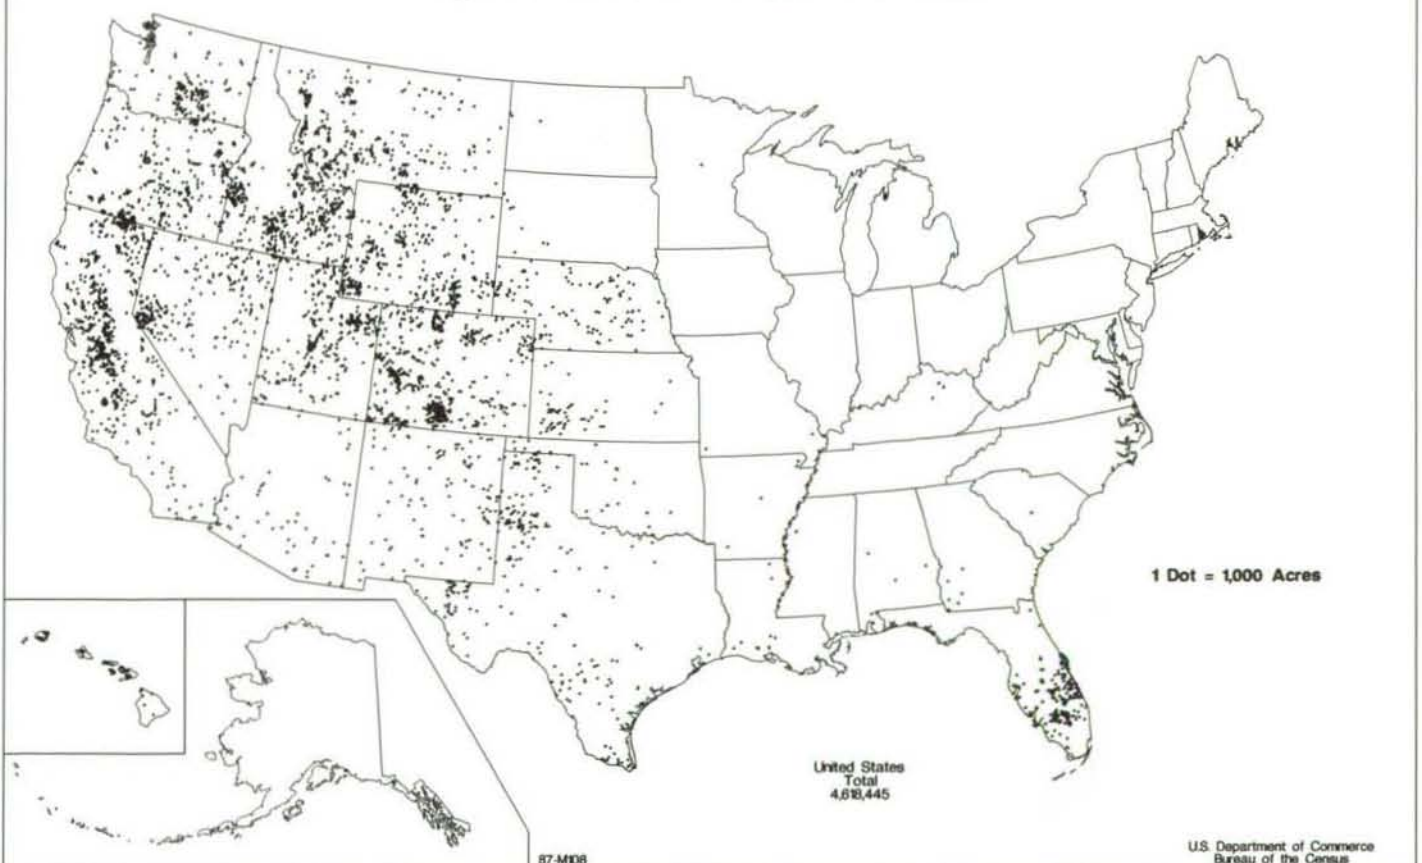 1 Dot = 1,000 Acres
United States
Total
4,618,445
87-M108
U.S. Department of Commerce
Bureau of the Census